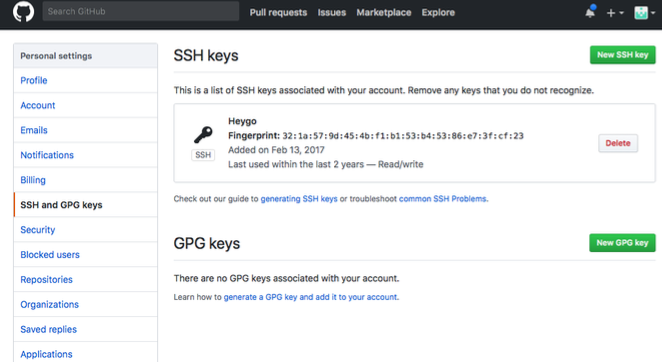 Search GitHub
Pull requests Issues Marketplace Explore
Personal settings
Profile
Account
Emails
Notifications
Billing
SSH and GPG keys
Security
Blocked users
Repositories
Organizations
Saved replies
Applications
SSH keys
New SSH key
This is a list of SSH keys associated with your account. Remove any keys that you do not recognize.
SSH
Heygo
Fingerprint: 32:1a:57:9d:45:4b:f1:b1:53:b4:53:86:e7:3f:cf:23
Added on Feb 13, 2017
Last used within the last 2 years — Read/write
Delete
Check out our guide to generating SSH keys or troubleshoot common SSH Problems.
GPG keys
New GPG key
There are no GPG keys associated with your account.
Learn how to generate a GPG key and add it to your account.